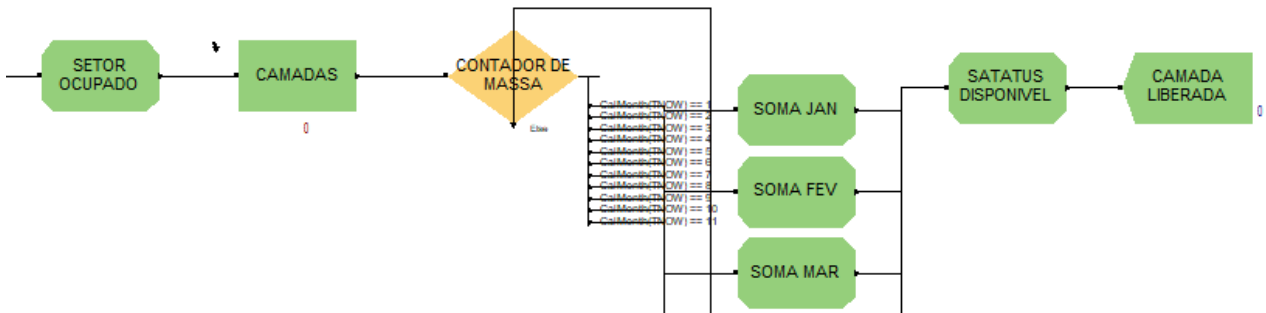 SETOR
OCUPADO
CAMADAS
0
CONTADOR DE
MASSA
Else
CalMonth(TNOW) == 1
CalMonth(TNOW) == 2
CalMonth(TNOW) == 3
CalMonth(TNOW) == 4
CalMonth(TNOW) == 5
CalMonth(TNOW) == 6
CalMonth(TNOW) == 7
CalMonth(TNOW) == 8
CalMonth(TNOW) == 9
CalMonth(TNOW) == 10
CalMonth(TNOW) == 11
SOMA JAN
SOMA FEV
SOMA MAR
SATATUS
DISPONIVEL
CAMADA
LIBERADA
0